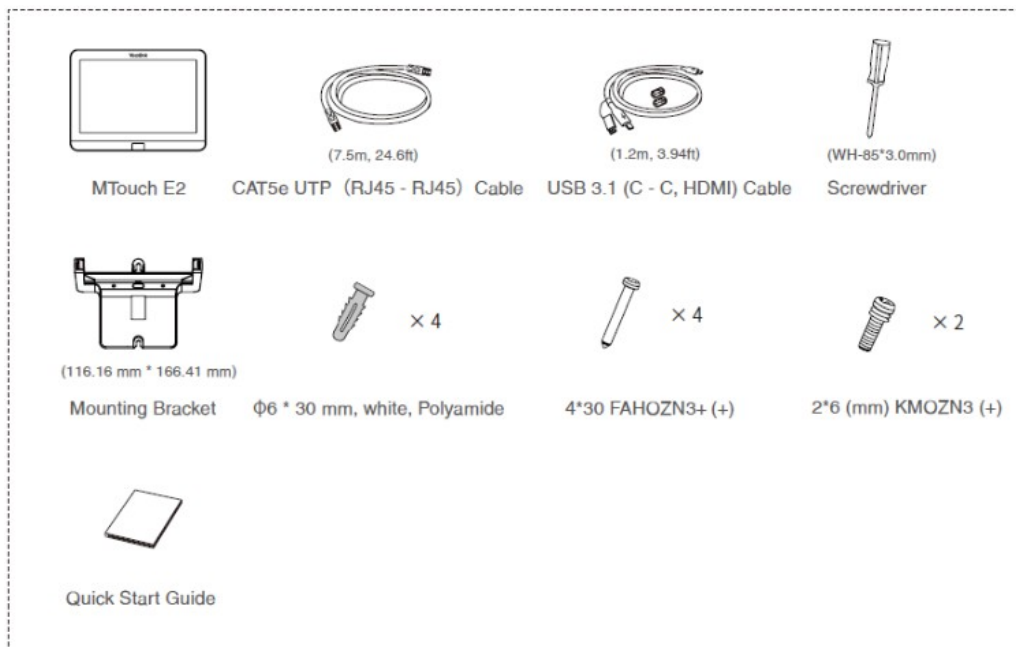 Yealink
(7.5m, 24.6ft)
(1.2m, 3.94ft)
(WH-85*3.0mm)
MTouch E2
CAT5e UTP（RJ45 - RJ45）Cable
USB 3.1 (C - C, HDMI) Cable
Screwdriver
× 4
× 4
× 2
(116.16 mm * 166.41 mm)
Mounting Bracket
Φ6 * 30 mm, white, Polyamide
4*30 FAHOZN3+ (+)
2*6 (mm) KMOZN3 (+)
Quick Start Guide